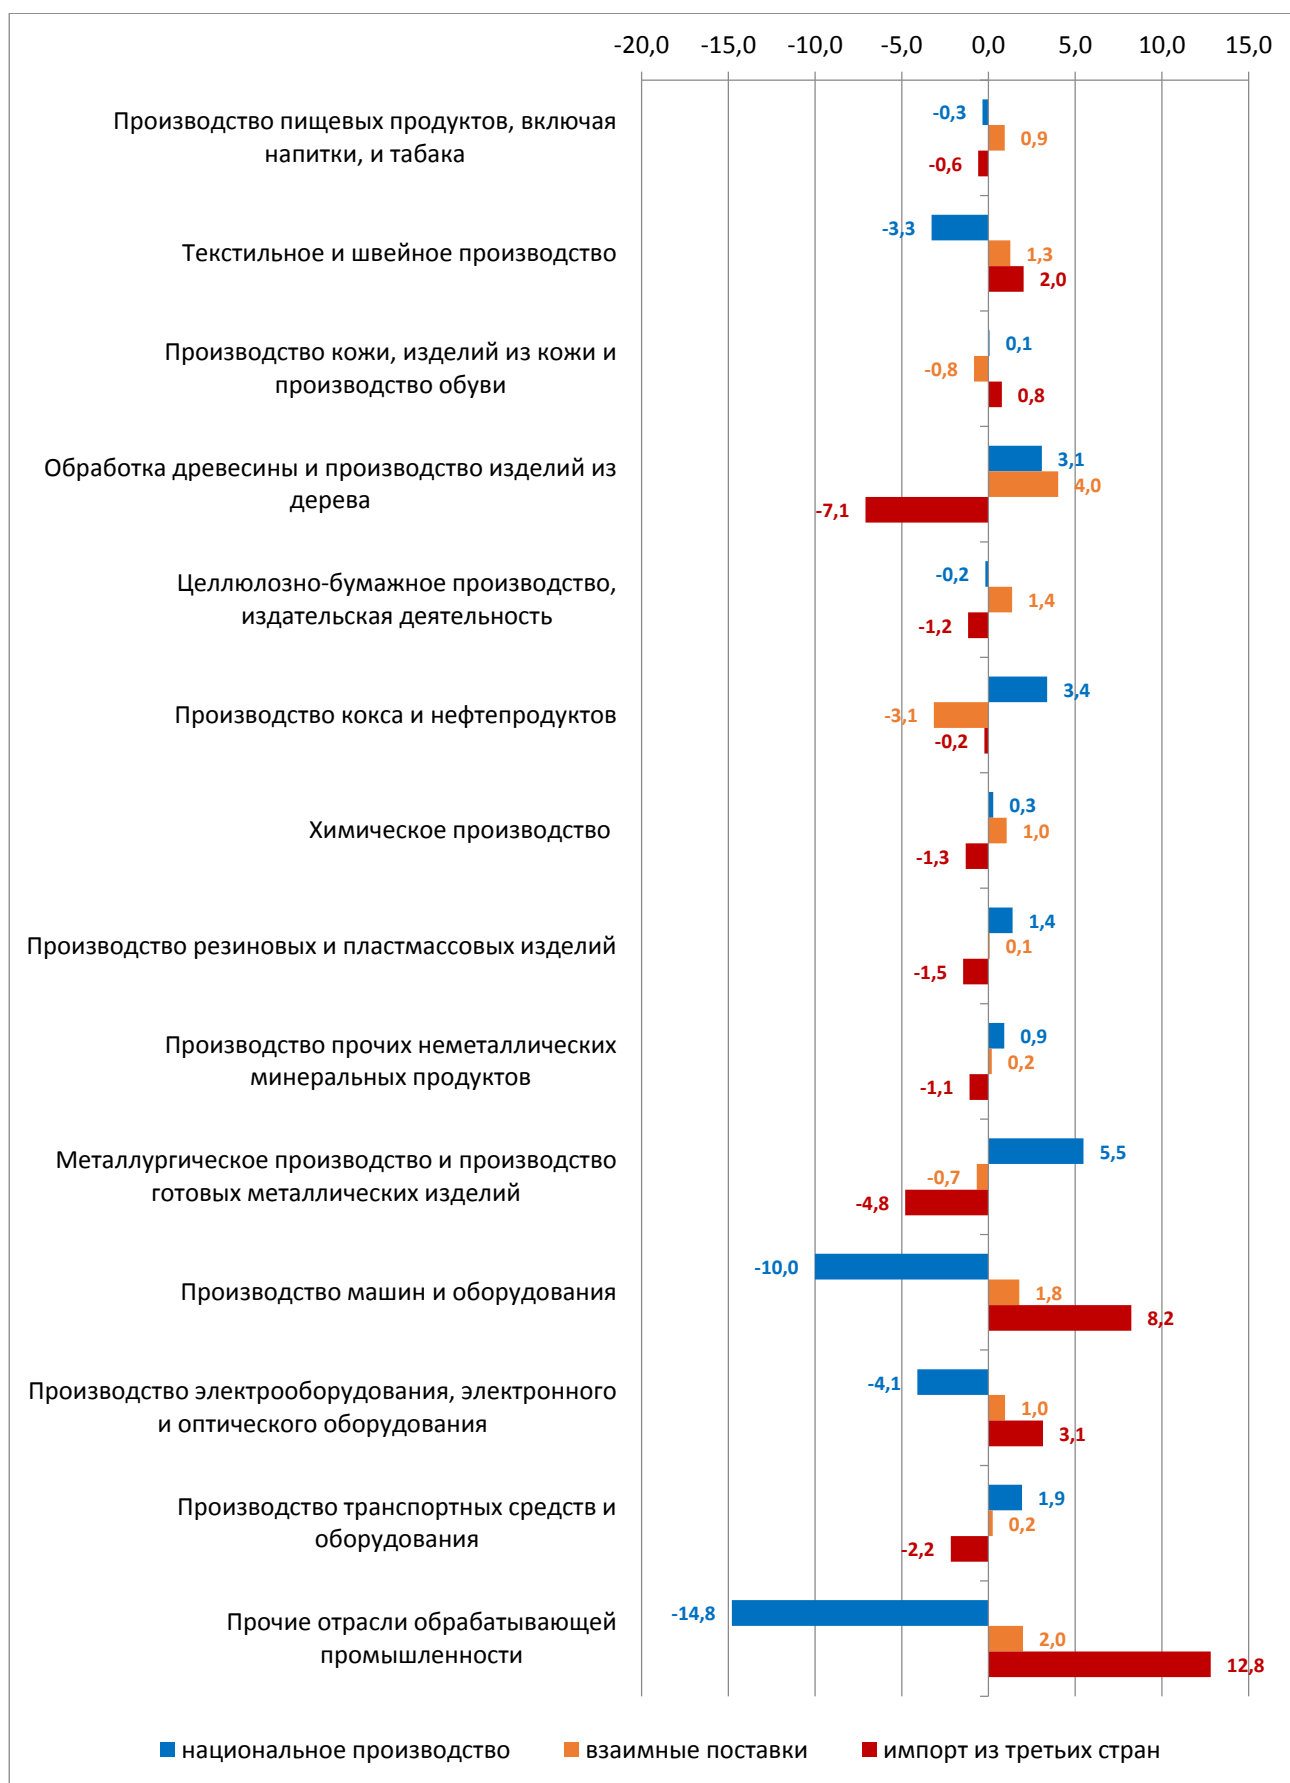 -20,0 -15,0 -10,0 -5,0 0,0 5,0 10,0 15,0
Производство пищевых продуктов, включая
напитки, и табака
-0,3
0,9
-0,6
Текстильное и швейное производство
-3,3
1,3
2,0
Производство кожи, изделий из кожи и
производство обуви
0,1
-0,8
0,8
Обработка древесины и производство изделий из
дерева
3,1
4,0
-7,1
Целлюлозно-бумажное производство,
издательская деятельность
-0,2
1,4
-1,2
Производство кокса и нефтепродуктов
3,4
-3,1
-0,2
Химическое производство
0,3
1,0
-1,3
Производство резиновых и пластмассовых изделий
1,4
0,1
-1,5
Производство прочих неметаллических
минеральных продуктов
0,9
0,2
-1,1
Металлургическое производство и производство
готовых металлических изделий
5,5
-0,7
-4,8
Производство машин и оборудования
-10,0
1,8
8,2
Производство электрооборудования, электронного
и оптического оборудования
-4,1
1,0
3,1
Производство транспортных средств и
оборудования
1,9
0,2
-2,2
Прочие отрасли обрабатывающей
промышленности
-14,8
2,0
12,8
национальное производство взаимные поставки импорт из третьих стран